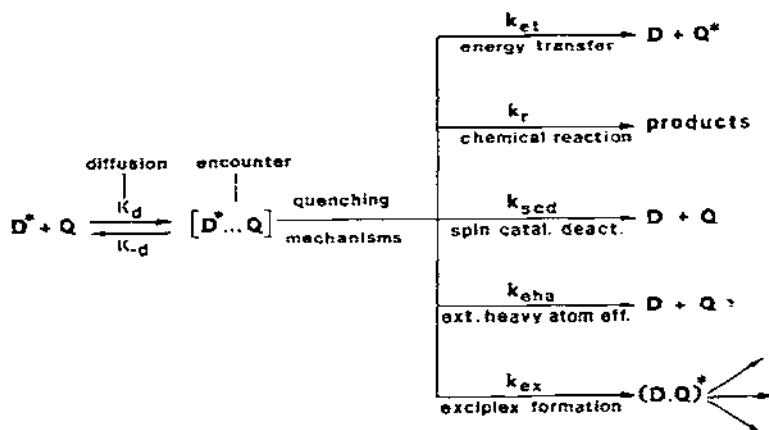 k_et
energy transfer
D + Q*
k_r
chemical reaction
products
diffusion
encounter
K_d
D* + Q
K_-d
[D*... Q]
quenching
mechanisms
k_scd
spin catal. deact.
D + Q
k_eha
ext. heavy atom eff.
D + Q
k_ex
exciplex formation
(D.Q)*